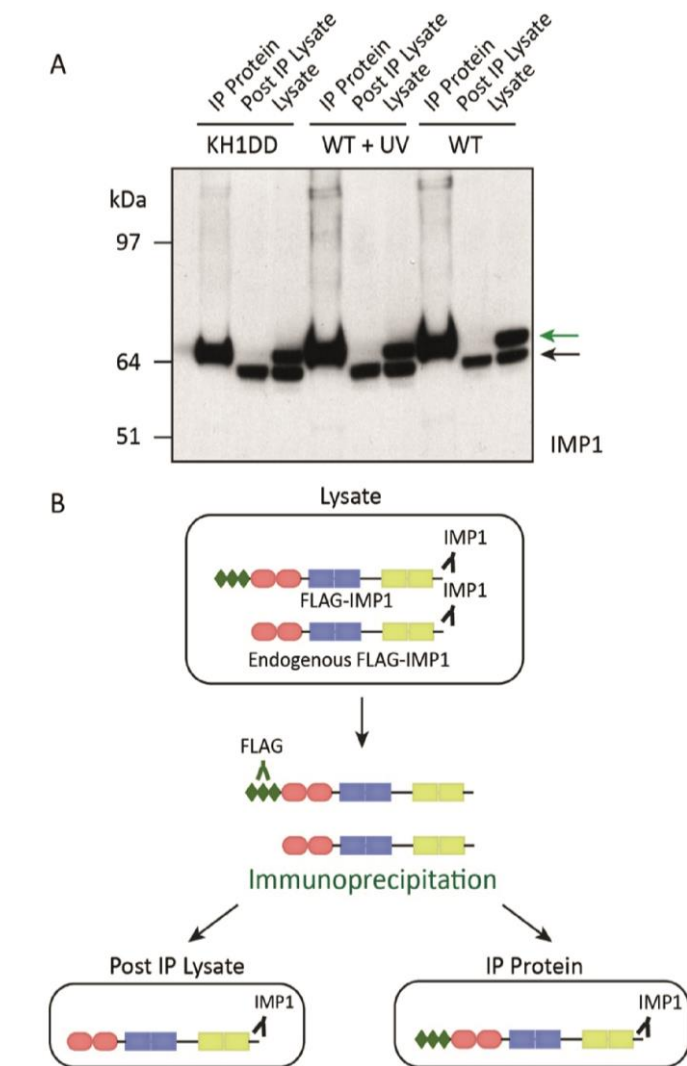 A
IP Protein
Post IP Lysate
Lysate
IP Protein
Post IP Lysate
Lysate
IP Protein
Post IP Lysate
Lysate
KH1DD
WT + UV
WT
kDa
97
64
51
IMP1
B
Lysate
IMP1
FLAG-IMP1
IMP1
Endogenous FLAG-IMP1
FLAG
Immunoprecipitation
Post IP Lysate
IMP1
IP Protein
IMP1